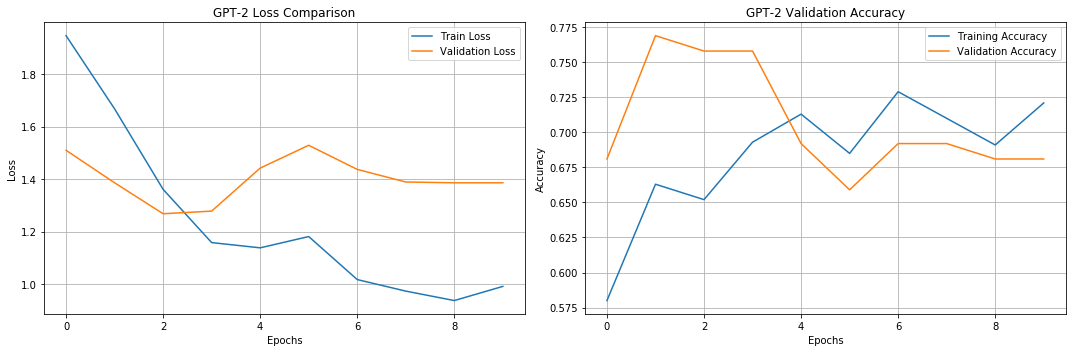 GPT-2 Loss Comparison
Train Loss
Validation Loss
1.8
1.6
1.4
1.2
1.0
Loss
0
2
4
6
8
Epochs
GPT-2 Validation Accuracy
Training Accuracy
Validation Accuracy
0.775
0.750
0.725
0.700
0.675
0.650
0.625
0.600
0.575
Accuracy
0
2
4
6
8
Epochs